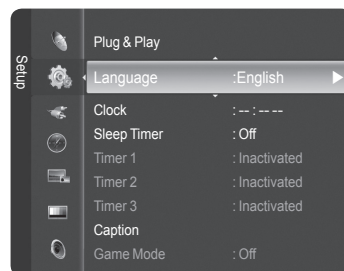 Setup
Plug & Play
Language :English
Clock : -- : -- --
Sleep Timer : Off
Timer 1 : Inactivated
Timer 2 : Inactivated
Timer 3 : Inactivated
Caption
Game Mode : Off